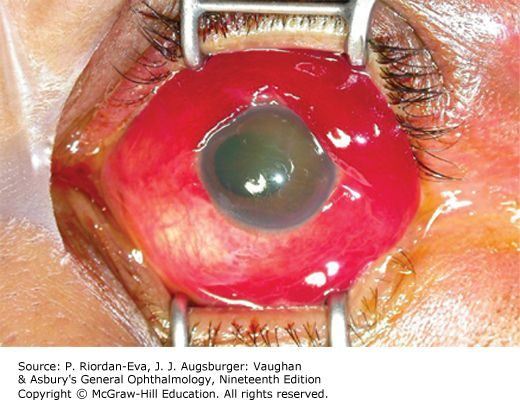 Source: P. Riordan-Eva, J. J. Augsburger: Vaughan
& Asbury's General Ophthalmology, Nineteenth Edition
Copyright © McGraw-Hill Education. All rights reserved.